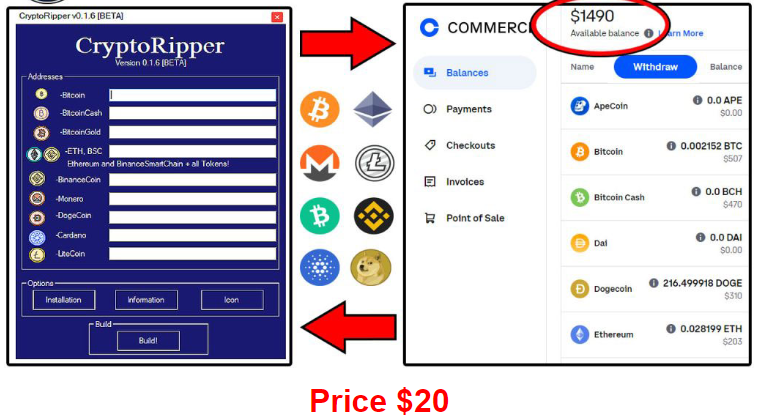 CryptoRipper v0.1.6 [BETA]
CryptoRipper
Version 0.1.6 [BETA]
Addresses
-Bitcoin
-BitcoinCash
-BitcoinGold
-ETH, BSC
Ethereum and BinanceSmartChain + all Tokens!
-BinanceCoin
-Monero
-DogeCoin
-Cardano
-LiteCoin
Options
Installation
Information
Icon
Build
Build!
COMMERC
Balances
Payments
Checkouts
Invoices
Point of Sale
$1490
Available balance
Learn More
Name
Withdraw
Balance
ApeCoin
0.0 APE
$0.00
Bitcoin
0.002152 BTC
$507
Bitcoin Cash
0.0 BCH
$470
Dai
0.0 DAI
$0.00
Dogecoin
216.499918 DOGE
$310
Ethereum
0.028199 ETH
$203
Price $20